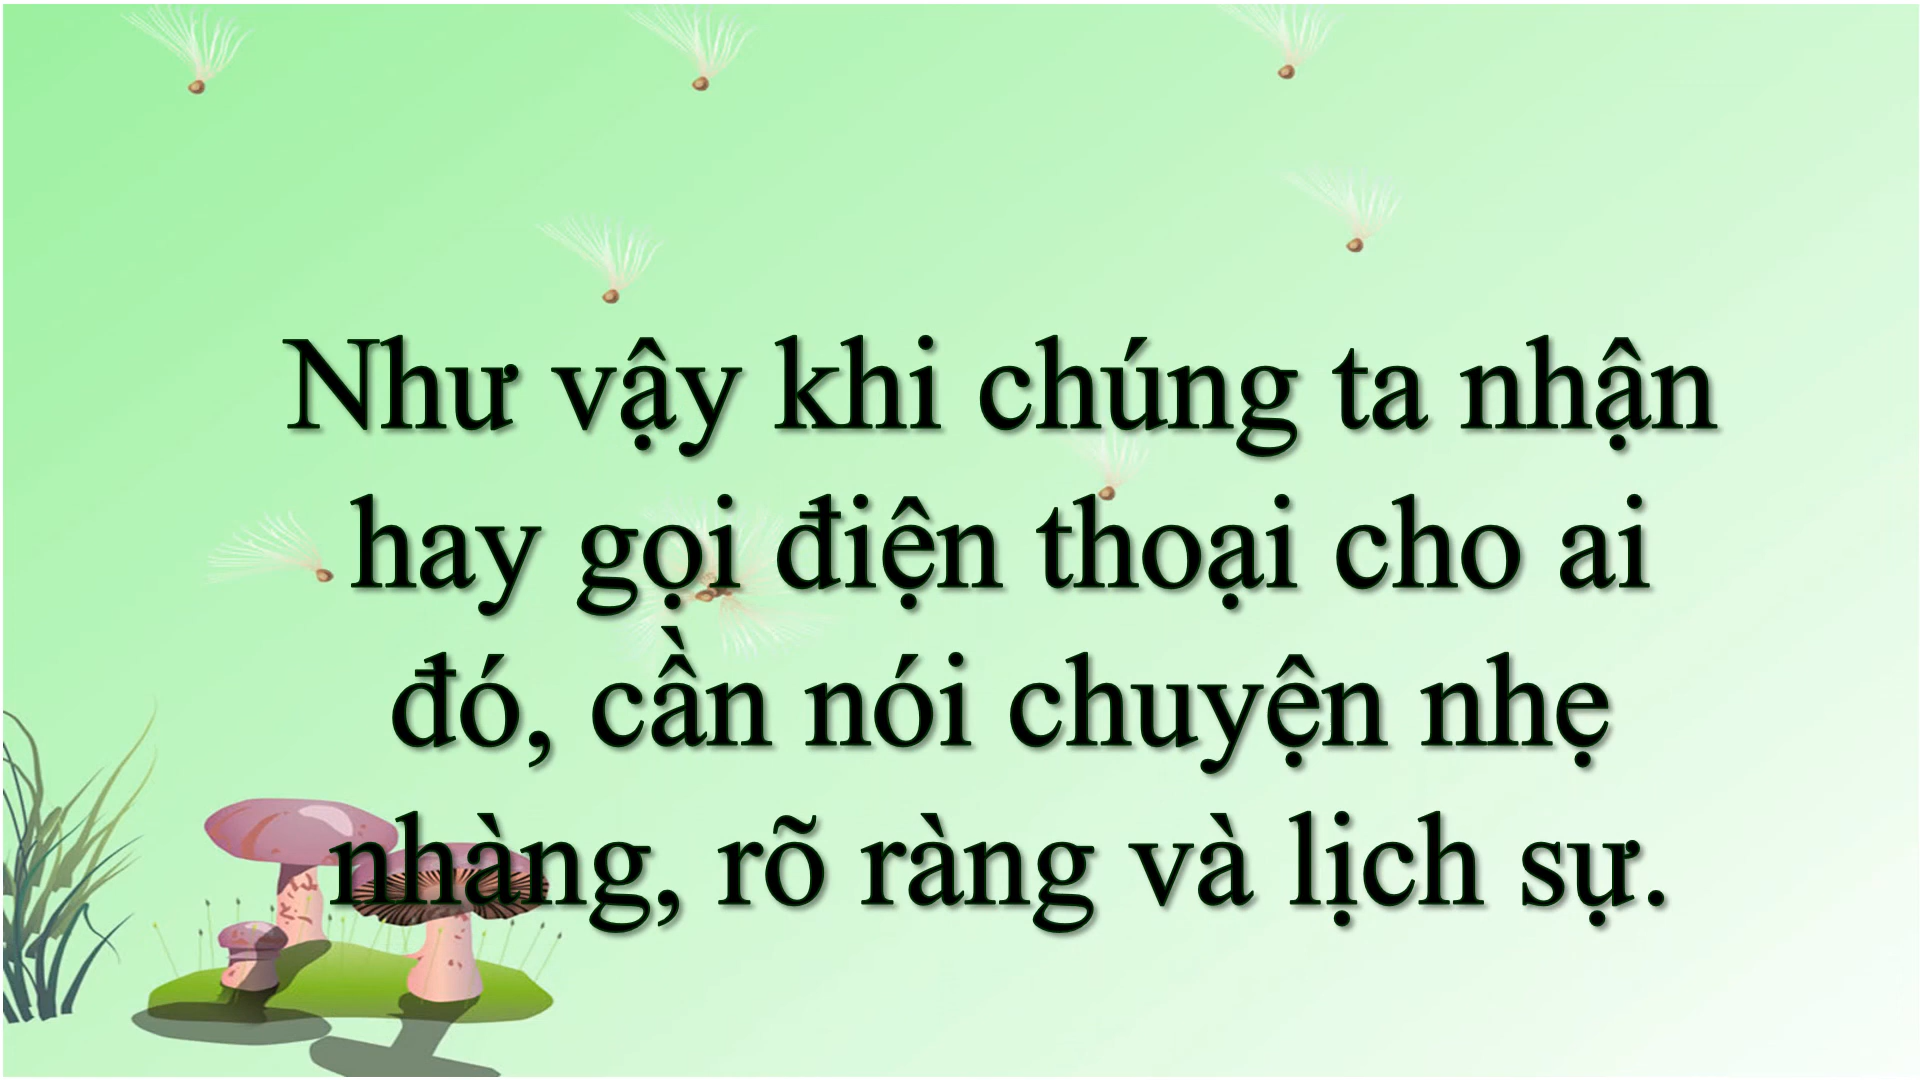 Như vậy khi chúng ta nhận
hay gọi điện thoại cho ai
đó, cần nói chuyện nhẹ
nhàng, rõ ràng và lịch sự.